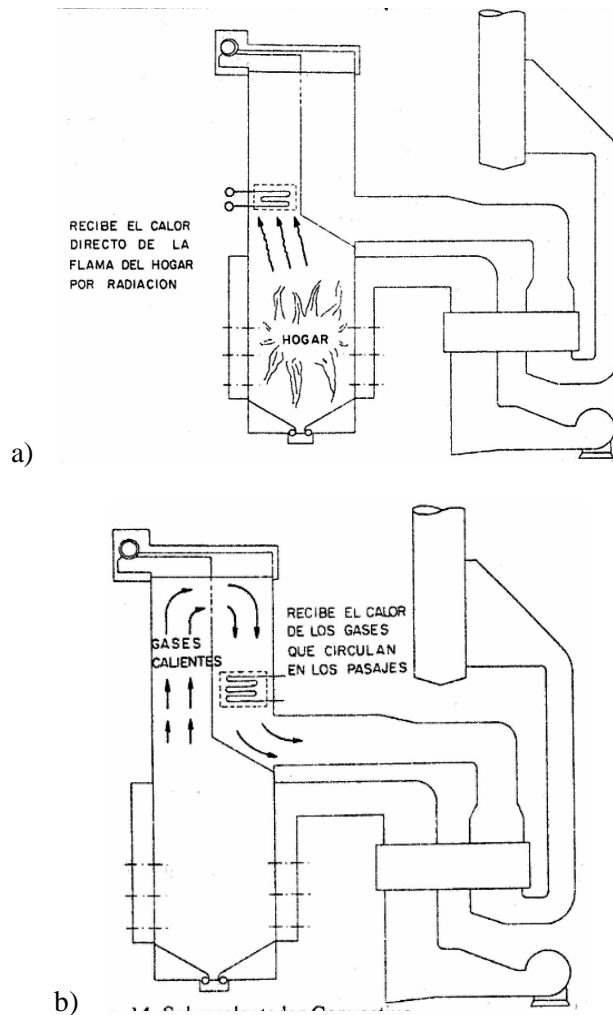 RECIBE EL CALOR
DIRECTO DE LA
FLAMA DEL HOGAR
POR RADIACION
HOGAR
a)
RECIBE EL CALOR
DE LOS GASES
QUE CIRCULAN
EN LOS PASAJES
GASES
CALIENTES
b)